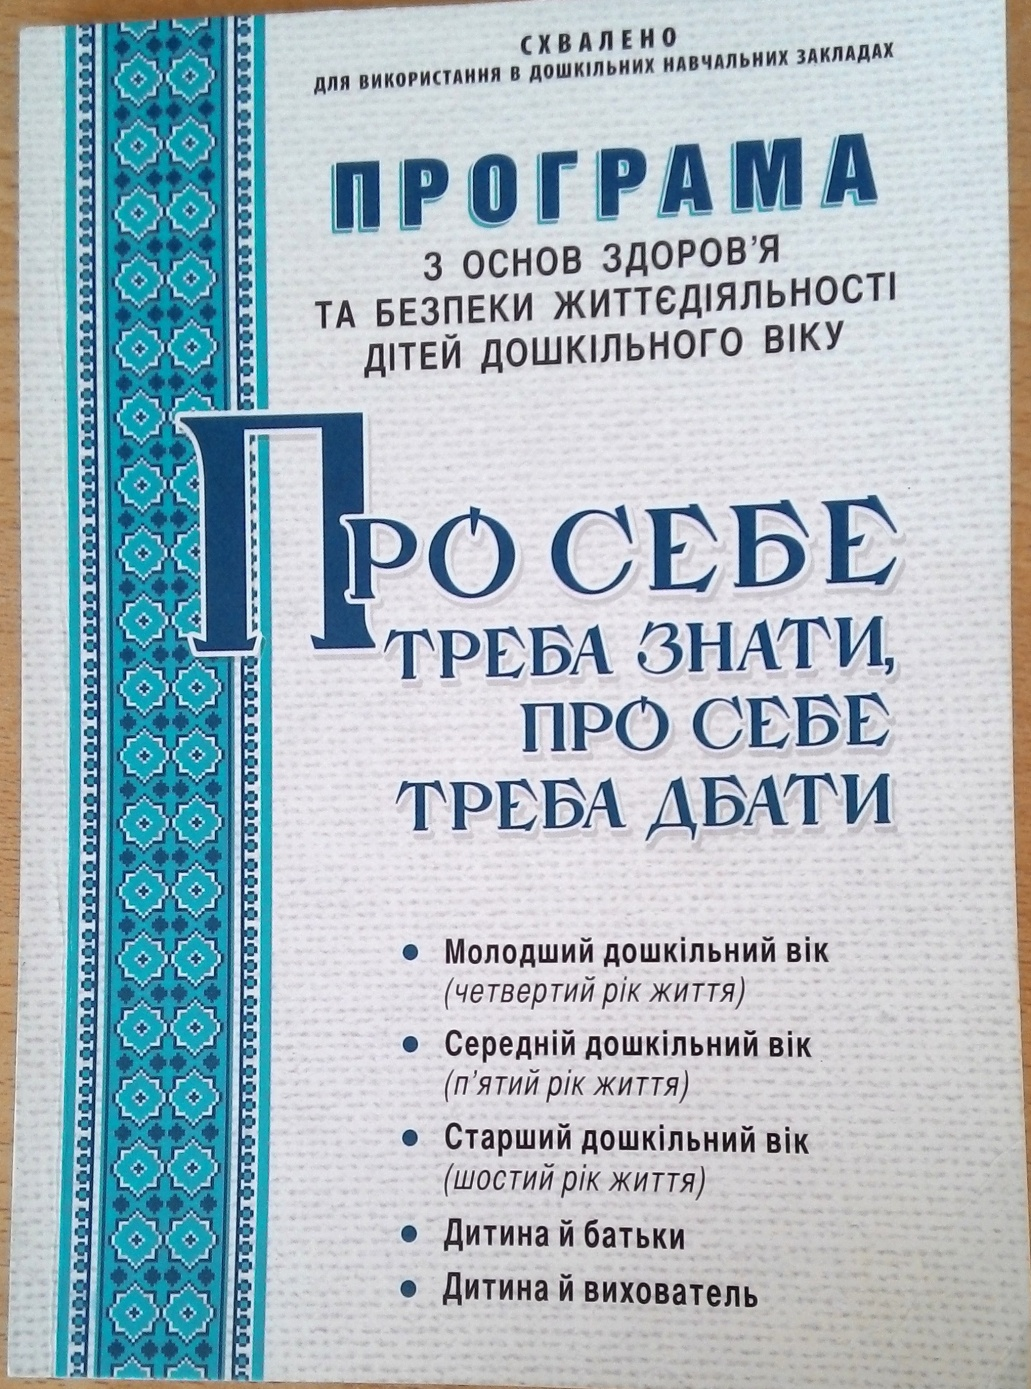 СХВАЛЕНО
ДЛЯ ВИКОРИСТАННЯ В ДОШКІЛЬНИХ НАВЧАЛЬНИХ ЗАКЛАДАХ
ПРОГРАМА
З ОСНОВ ЗДОРОВ'Я
ТА БЕЗПЕКИ ЖИТТЄДІЯЛЬНОСТІ
ДІТЕЙ ДОШКІЛЬНОГО ВІКУ
ПРО СЕБЕ
ТРЕБА ЗНАТИ,
ПРО СЕБЕ
ТРЕБА ДБАТИ
• Молодший дошкільний вік
(четвертий рік життя)
• Середній дошкільний вік
(п'ятий рік життя)
• Старший дошкільний вік
(шостий рік життя)
• Дитина й батьки
• Дитина й вихователь